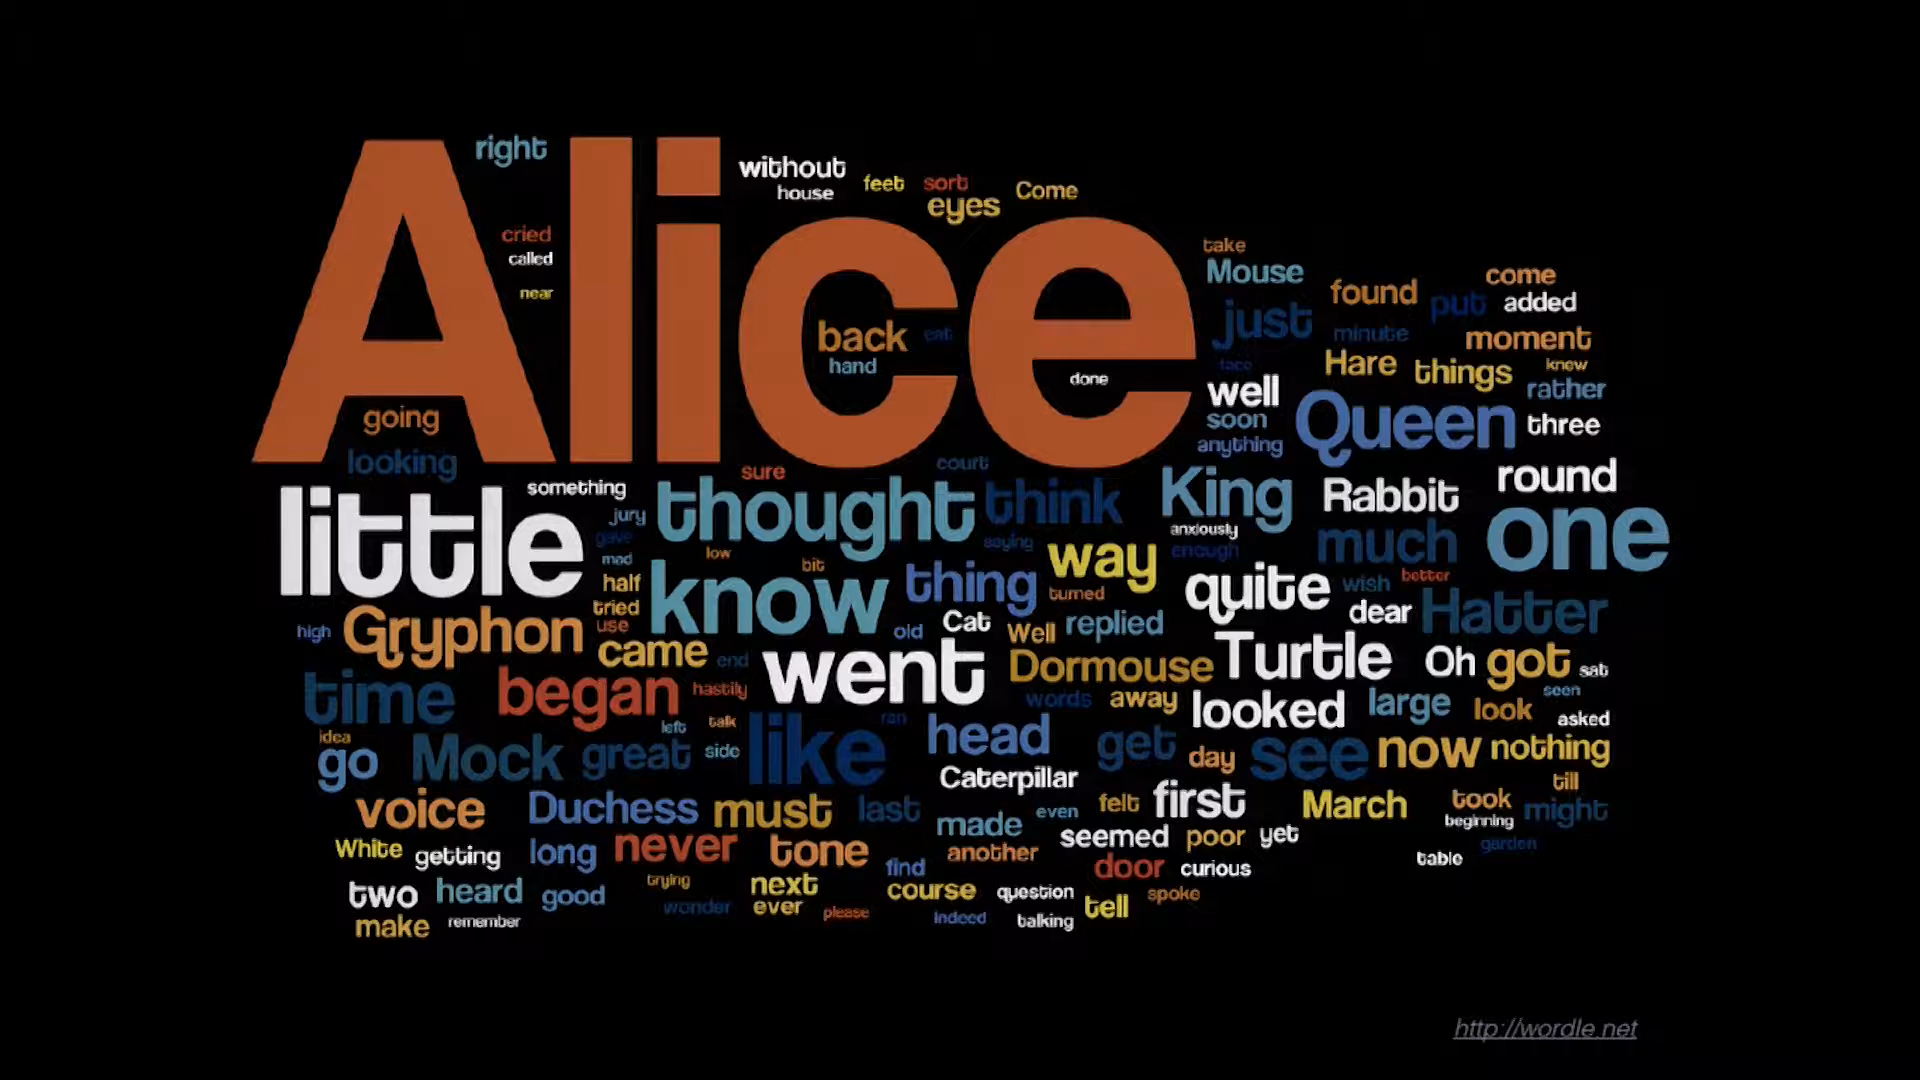 right
without
house
feet
sort
Come
eyes
cried
called
near
Alice
take
Mouse
found
put
come
added
just
minute
moment
back
eat
hand
done
face
Hare
things
knew
rather
well
soon
anything
Queen
three
going
looking
sure
court
something
little
jury
gave
mad
thought
think
saying
King
anxiously
enough
Rabbit
round
much
one
low
bit
half
tried
use
know
thing
way
turned
quite
wish
better
dear
Hatter
high
Gryphon
came
end
old
Cat
Well
replied
went
Dormouse
Turtle
Oh
got
sat
seen
time
began
hastily
words
away
looked
large
look
asked
left
talk
ran
idea
go
Mock
great
side
like
head
get
day
see
now
nothing
Caterpillar
till
voice
Duchess
must
last
made
even
felt
first
March
took
beginning
might
seemed
poor
yet
garden
White
getting
long
never
tone
find
another
door
curious
table
two
heard
good
trying
wonder
next
ever
please
course
question
indeed
talking
tell
spoke
make
remember
http://wordle.net